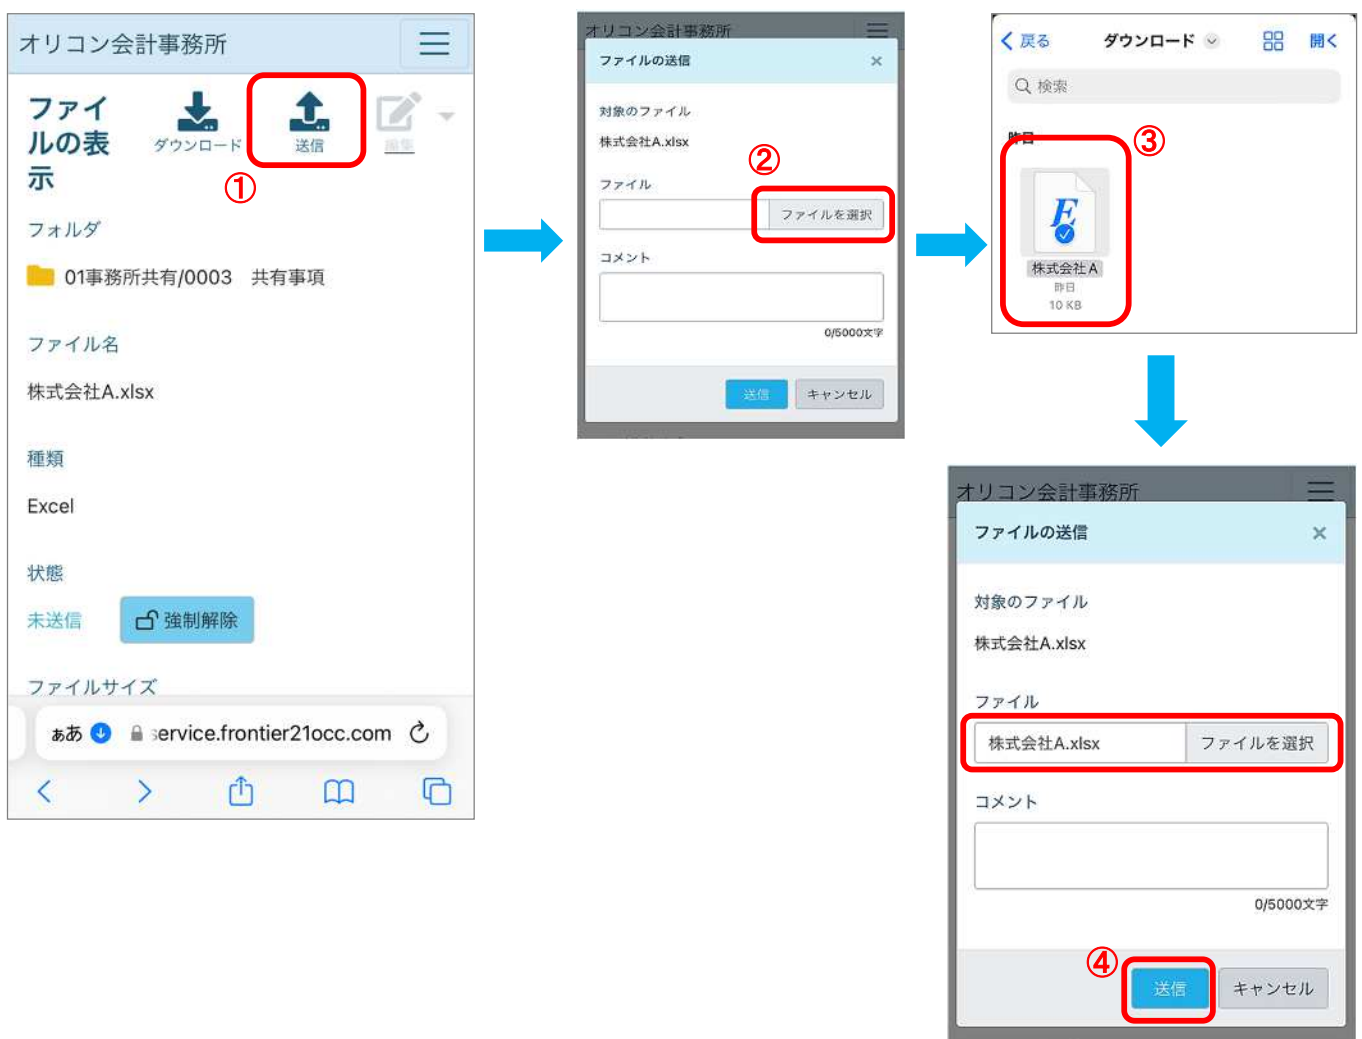 オリコン会計事務所
ファイルの表示
ダウンロード
送信
編集
①
フォルダ
01事務所共有/0003　共有事項
ファイル名
株式会社A.xlsx
種類
Excel
状態
未送信
強制解除
ファイルサイズ
ぁあ
service.frontier21occ.com
オリコン会計事務所
ファイルの送信
×
対象のファイル
株式会社A.xlsx
②
ファイル
ファイルを選択
コメント
0/5000文字
送信
キャンセル
戻る
ダウンロード
開く
検索
昨日
③
株式会社A
昨日
10 KB
オリコン会計事務所
ファイルの送信
×
対象のファイル
株式会社A.xlsx
ファイル
株式会社A.xlsx
ファイルを選択
コメント
0/5000文字
④
送信
キャンセル